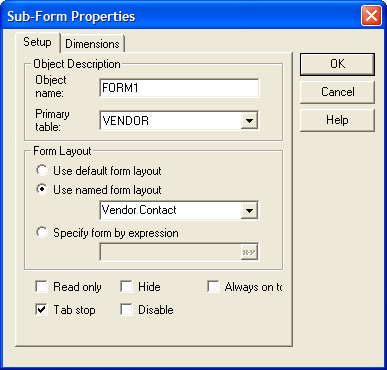 Sub-Form Properties
Setup
Dimensions
Object Description
Object name:
FORM1
Primary table:
VENDOR
Form Layout
Use default form layout
Use named form layout
Vendor Contact
Specify form by expression
x-y
Read only
Hide
Always on to
Tab stop
Disable
OK
Cancel
Help